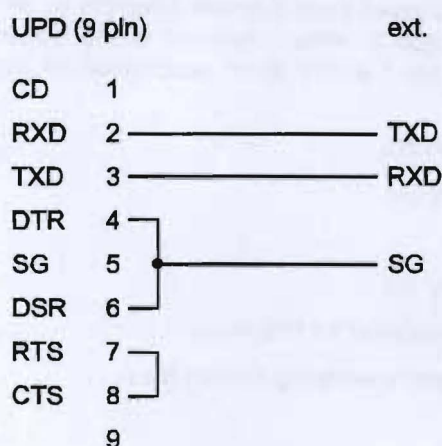 UPD (9 pin) ext.
CD 1
RXD 2 TXD
TXD 3 RXD
DTR 4
SG 5 SG
DSR 6
RTS 7
CTS 8
9